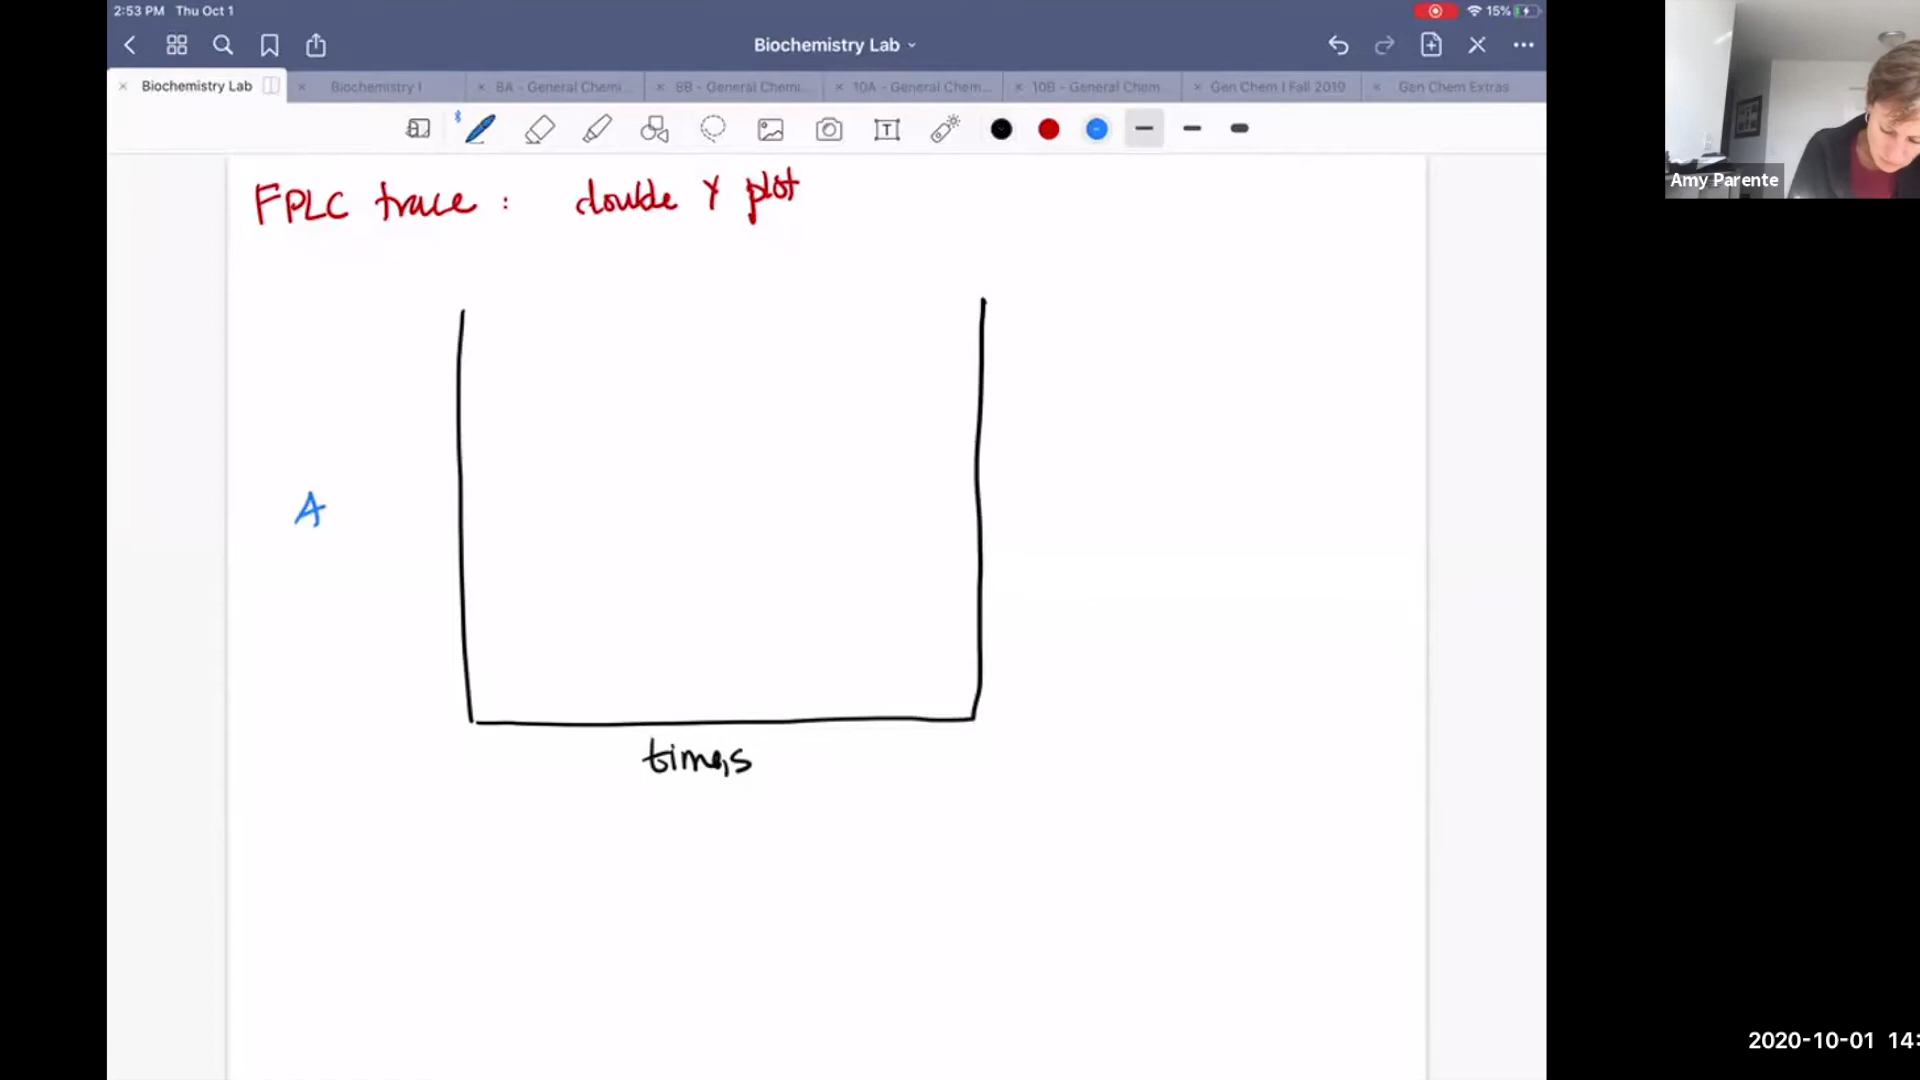 2:53 PM Thu Oct 1
15%
Biochemistry Lab
Biochemistry Lab
Biochemistry I
8A - General Chemi...
8B - General Chemi...
10A - General Chem...
10B - General Chem...
Gen Chem I Fall 2019
Gen Chem Extras
T
Amy Parente
FPLC trace : double Y plot
A
time,s
2020-10-01 14: